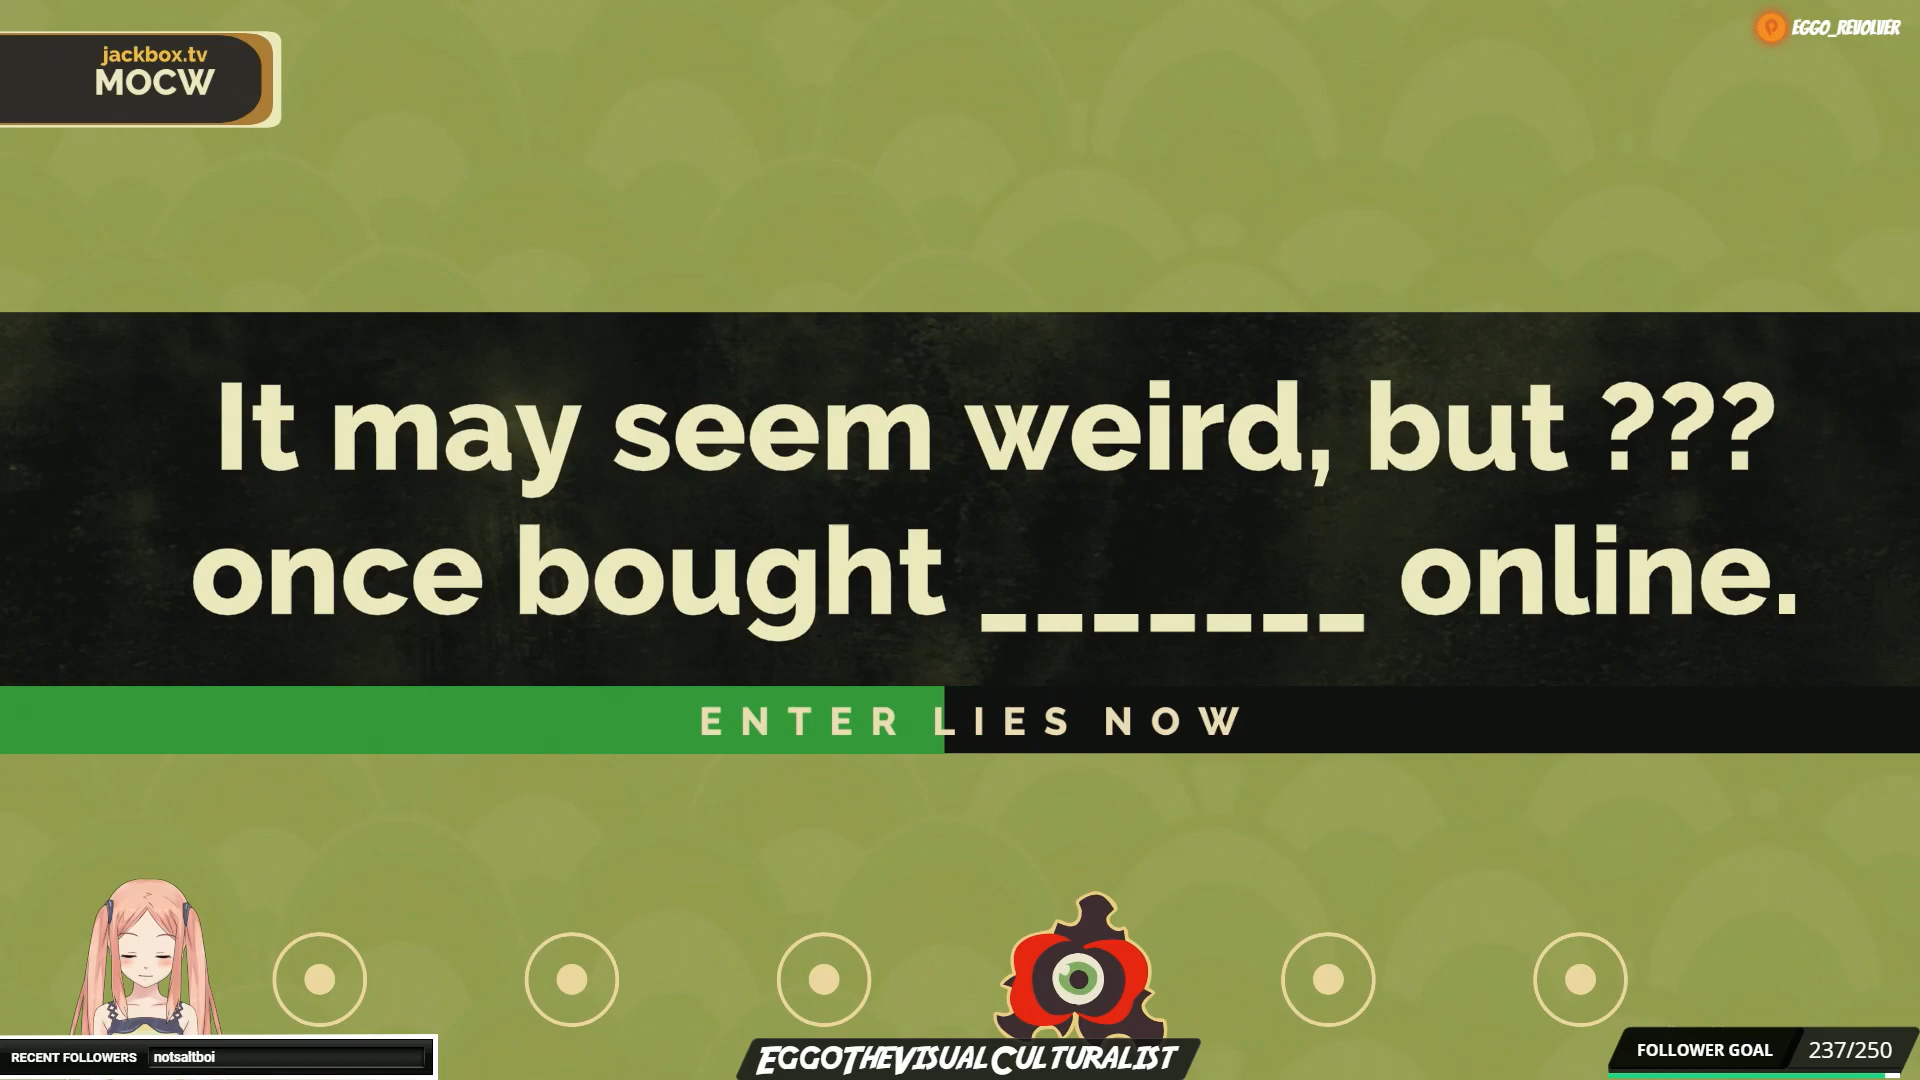 jackbox.tv
MOCW
EGGO_REVOLVER
It may seem weird, but ???
once bought _______ online.
ENTER LIES NOW
RECENT FOLLOWERS notsaltboi
EGGOTHEVISUALCULTURALIST
FOLLOWER GOAL 237/250